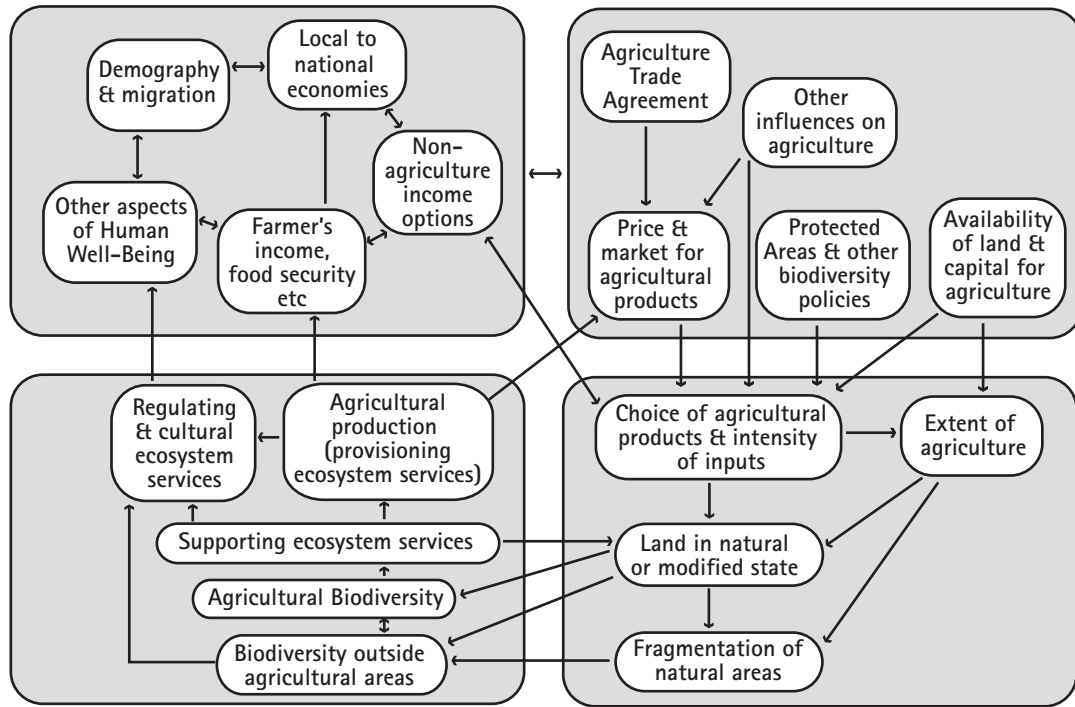 Demography
& migration
Local to
national
economies
Non-
agriculture
income
options
Other aspects
of Human
Well-Being
Farmer's
income,
food security
etc
Agriculture
Trade
Agreement
Other
influences on
agriculture
Price &
market for
agricultural
products
Protected
Areas & other
biodiversity
policies
Availability
of land &
capital for
agriculture
Regulating
& cultural
ecosystem
services
Agricultural
production
(provisioning
ecosystem services)
Supporting ecosystem services
Agricultural Biodiversity
Biodiversity outside
agricultural areas
Choice of agricultural
products & intensity
of inputs
Extent of
agriculture
Land in natural
or modified state
Fragmentation of
natural areas